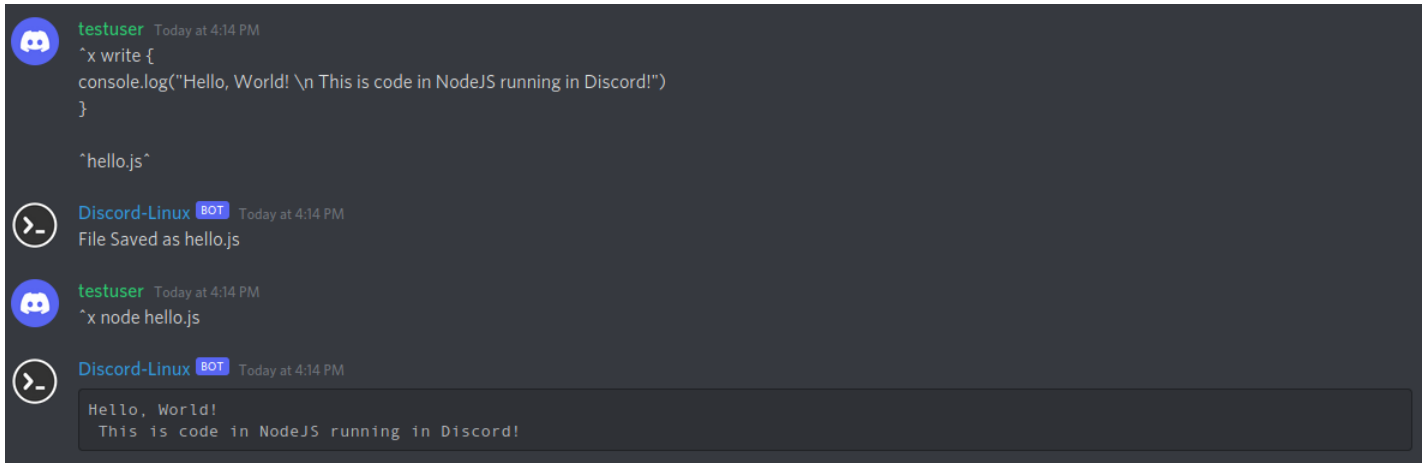 testuser Today at 4:14 PM
^x write {
console.log("Hello, World! \n This is code in NodeJS running in Discord!")
}
^hello.js^
Discord-Linux BOT Today at 4:14 PM
File Saved as hello.js
testuser Today at 4:14 PM
^x node hello.js
Discord-Linux BOT Today at 4:14 PM
Hello, World!
 This is code in NodeJS running in Discord!